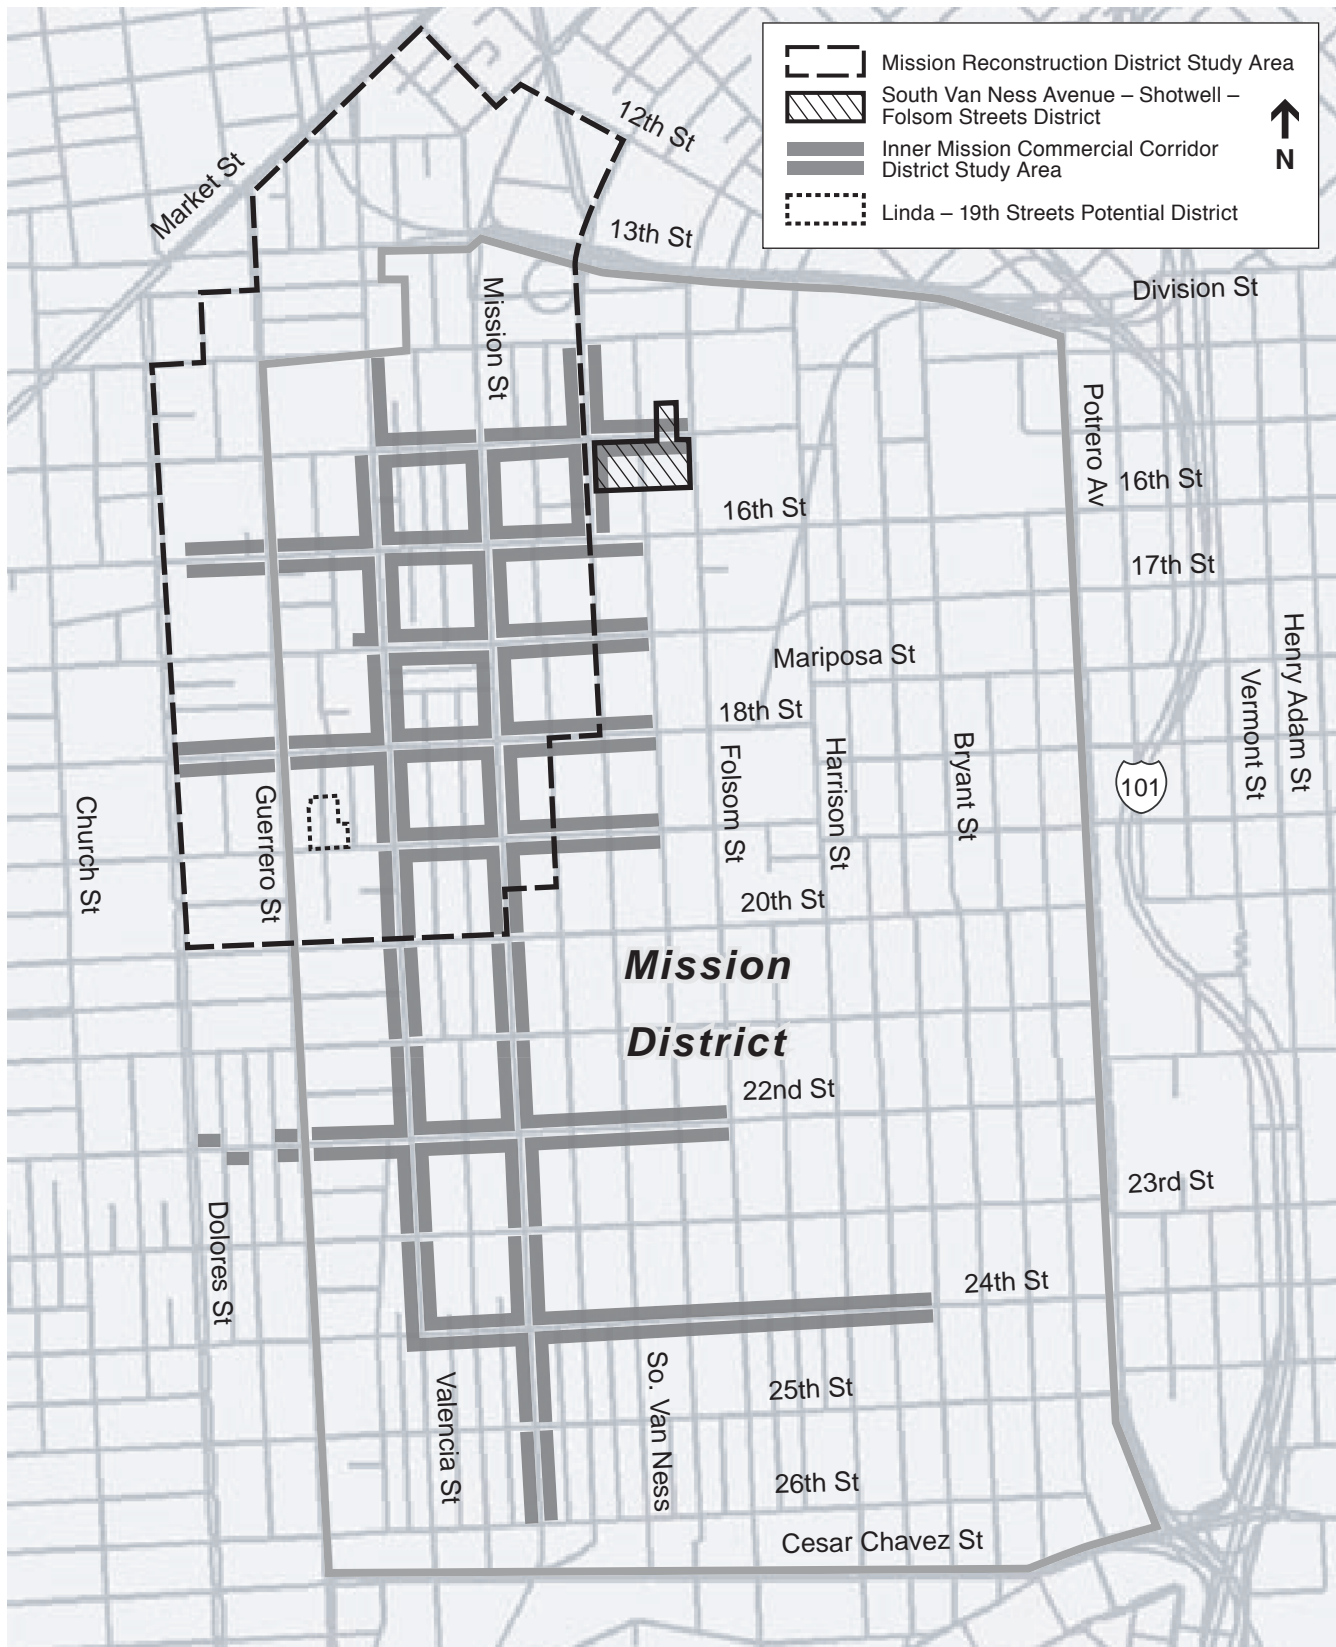 Mission Reconstruction District Study Area
South Van Ness Avenue – Shotwell –
Folsom Streets District
Inner Mission Commercial Corridor
District Study Area
Linda – 19th Streets Potential District
N
12th St
Market St
13th St
Division St
Mission St
Potrero Av
16th St
16th St
17th St
Henry Adam St
Mariposa St
Vermont St
18th St
Folsom St
Harrison St
Bryant St
101
Church St
Guerrero St
20th St
Mission
District
22nd St
23rd St
Dolores St
24th St
Valencia St
So. Van Ness
25th St
26th St
Cesar Chavez St